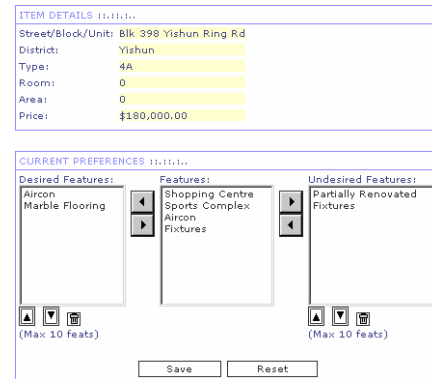 ITEM DETAILS ::.::.:..
Street/Block/Unit: Blk 398 Yishun Ring Rd
District: Yishun
Type: 4A
Room: 0
Area: 0
Price: $180,000.00
CURRENT PREFERENCES ::.::.:..
Desired Features: Features: Undesired Features:
Aircon Shopping Centre Partially Renovated
Marble Flooring Sports Complex Fixtures
Aircon
Fixtures
(Max 10 feats) (Max 10 feats)
Save Reset